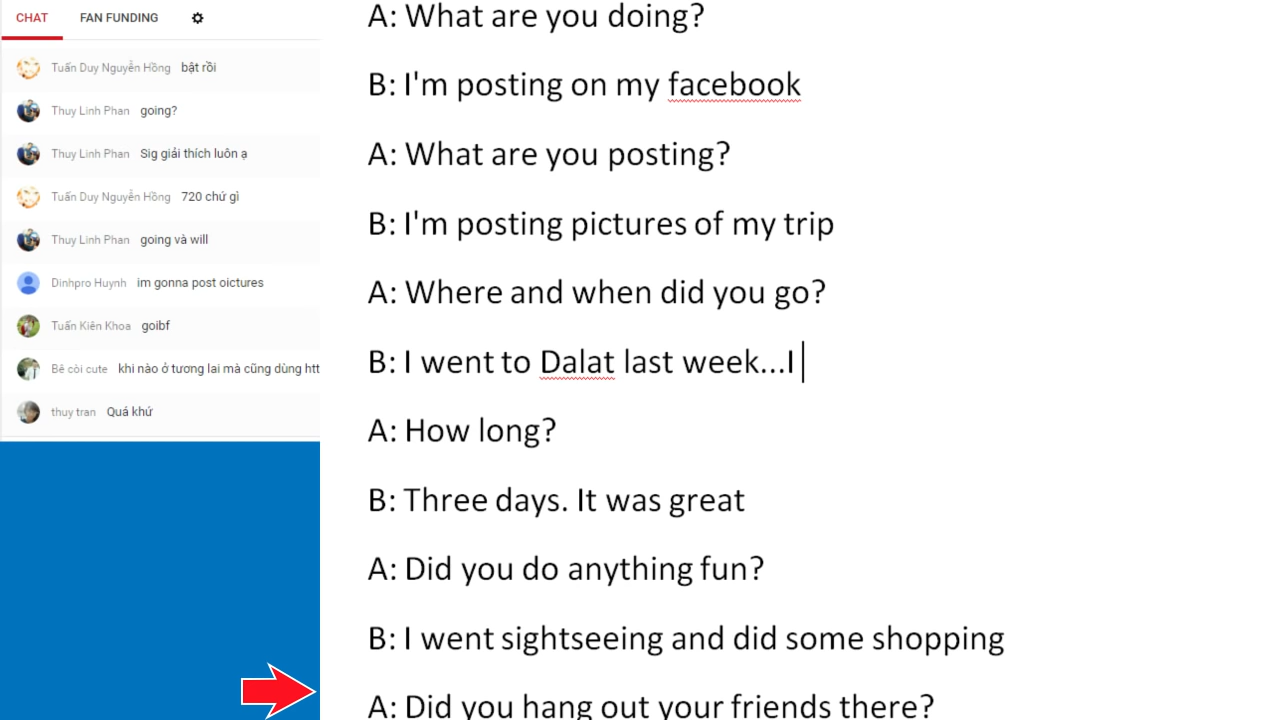 CHAT FAN FUNDING
Tuấn Duy Nguyễn Hồng bật rồi
Thuy Linh Phan going?
Thuy Linh Phan Sig giải thích luôn ạ
Tuấn Duy Nguyễn Hồng 720 chứ gì
Thuy Linh Phan going và will
Dinhpro Huynh im gonna post oictures
Tuấn Kiên Khoa goibf
Bê còi cute khi nào ở tương lai mà cũng dùng htt
thuy tran Quá khứ
A: What are you doing?
B: I'm posting on my facebook
A: What are you posting?
B: I'm posting pictures of my trip
A: Where and when did you go?
B: I went to Dalat last week...I
A: How long?
B: Three days. It was great
A: Did you do anything fun?
B: I went sightseeing and did some shopping
A: Did you hang out your friends there?